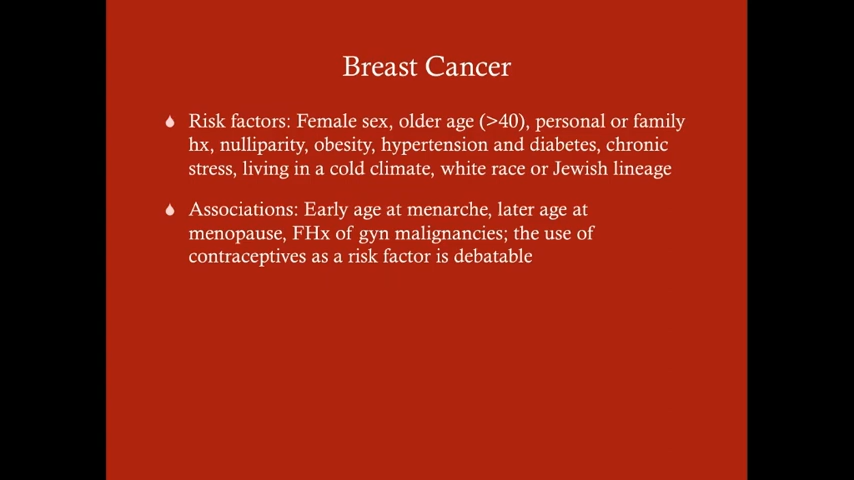 Breast Cancer
Risk factors: Female sex, older age (>40), personal or family
hx, nulliparity, obesity, hypertension and diabetes, chronic
stress, living in a cold climate, white race or Jewish lineage
Associations: Early age at menarche, later age at
menopause, FHx of gyn malignancies; the use of
contraceptives as a risk factor is debatable